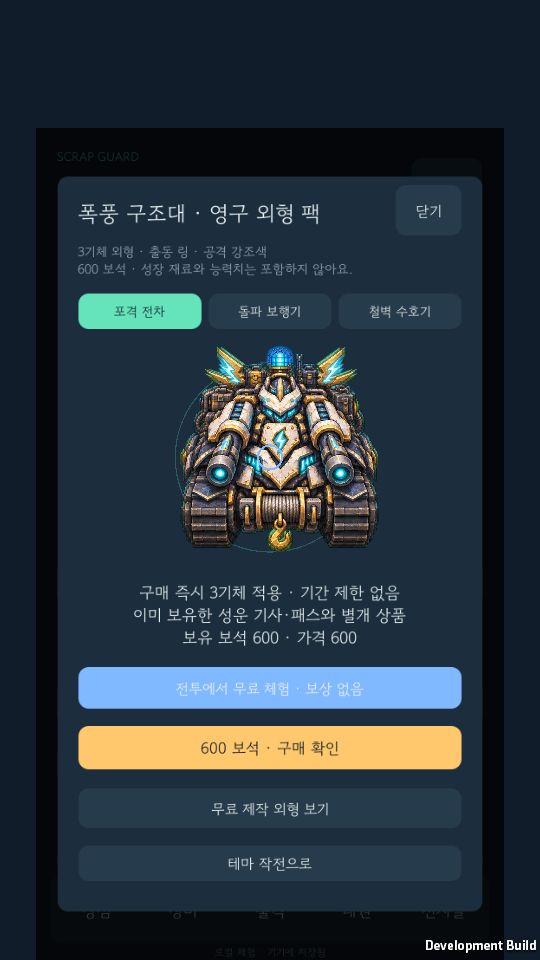 SCRAP GUARD
폭풍 구조대 · 영구 외형 팩
닫기
3기체 외형 · 출동 링 · 공격 강조색
600 보석 · 성장 재료와 능력치는 포함하지 않아요.
포격 전차
돌파 보행기
철벽 수호기
구매 즉시 3기체 적용 · 기간 제한 없음
이미 보유한 성운 기사·패스와 별개 상품
보유 보석 600 · 가격 600
전투에서 무료 체험 · 보상 없음
600 보석 · 구매 확인
무료 제작 외형 보기
테마 작전으로
Development Build